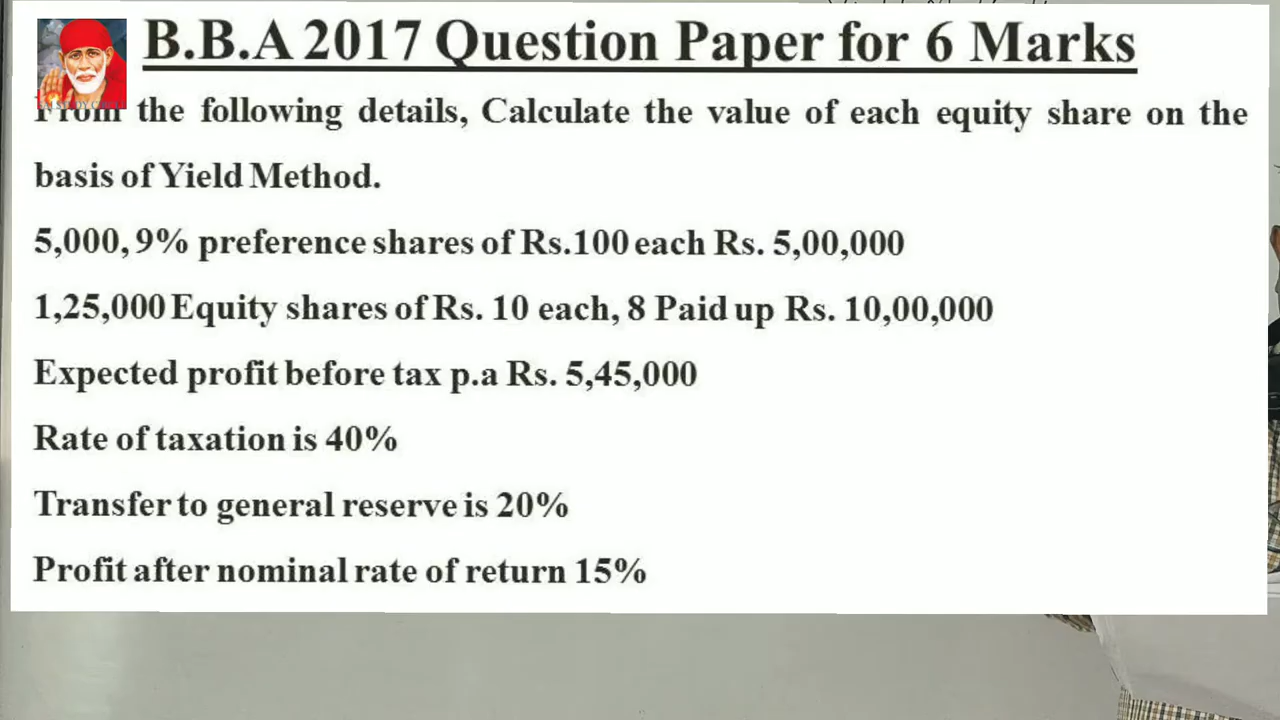 B.B.A 2017 Question Paper for 6 Marks
From the following details, Calculate the value of each equity share on the
basis of Yield Method.
5,000, 9% preference shares of Rs.100 each Rs. 5,00,000
1,25,000 Equity shares of Rs. 10 each, 8 Paid up Rs. 10,00,000
Expected profit before tax p.a Rs. 5,45,000
Rate of taxation is 40%
Transfer to general reserve is 20%
Profit after nominal rate of return 15%